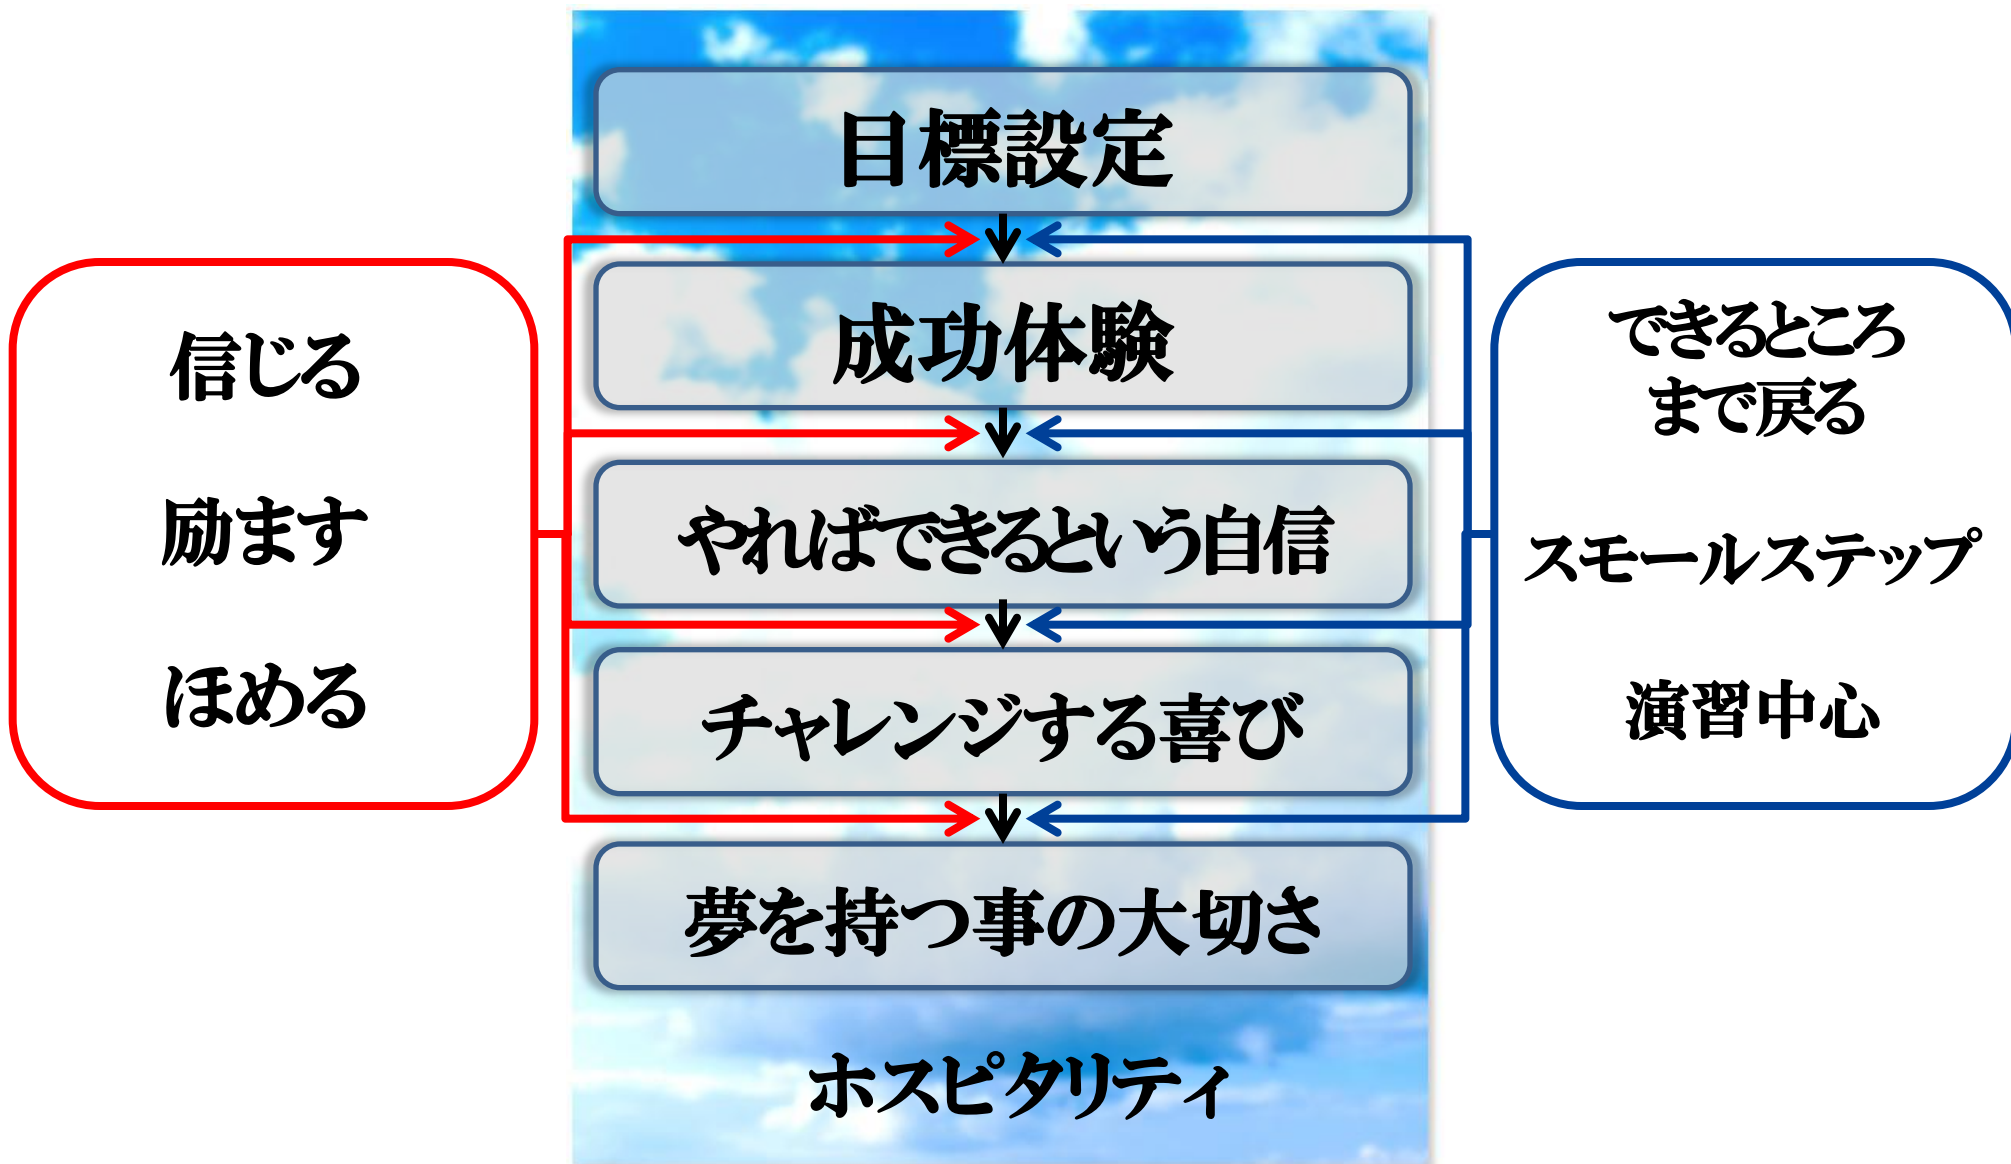 目標設定
成功体験
やればできるという自信
チャレンジする喜び
夢を持つ事の大切さ
ホスピタリティ
信じる
励ます
ほめる
できるところ
まで戻る
スモールステップ
演習中心